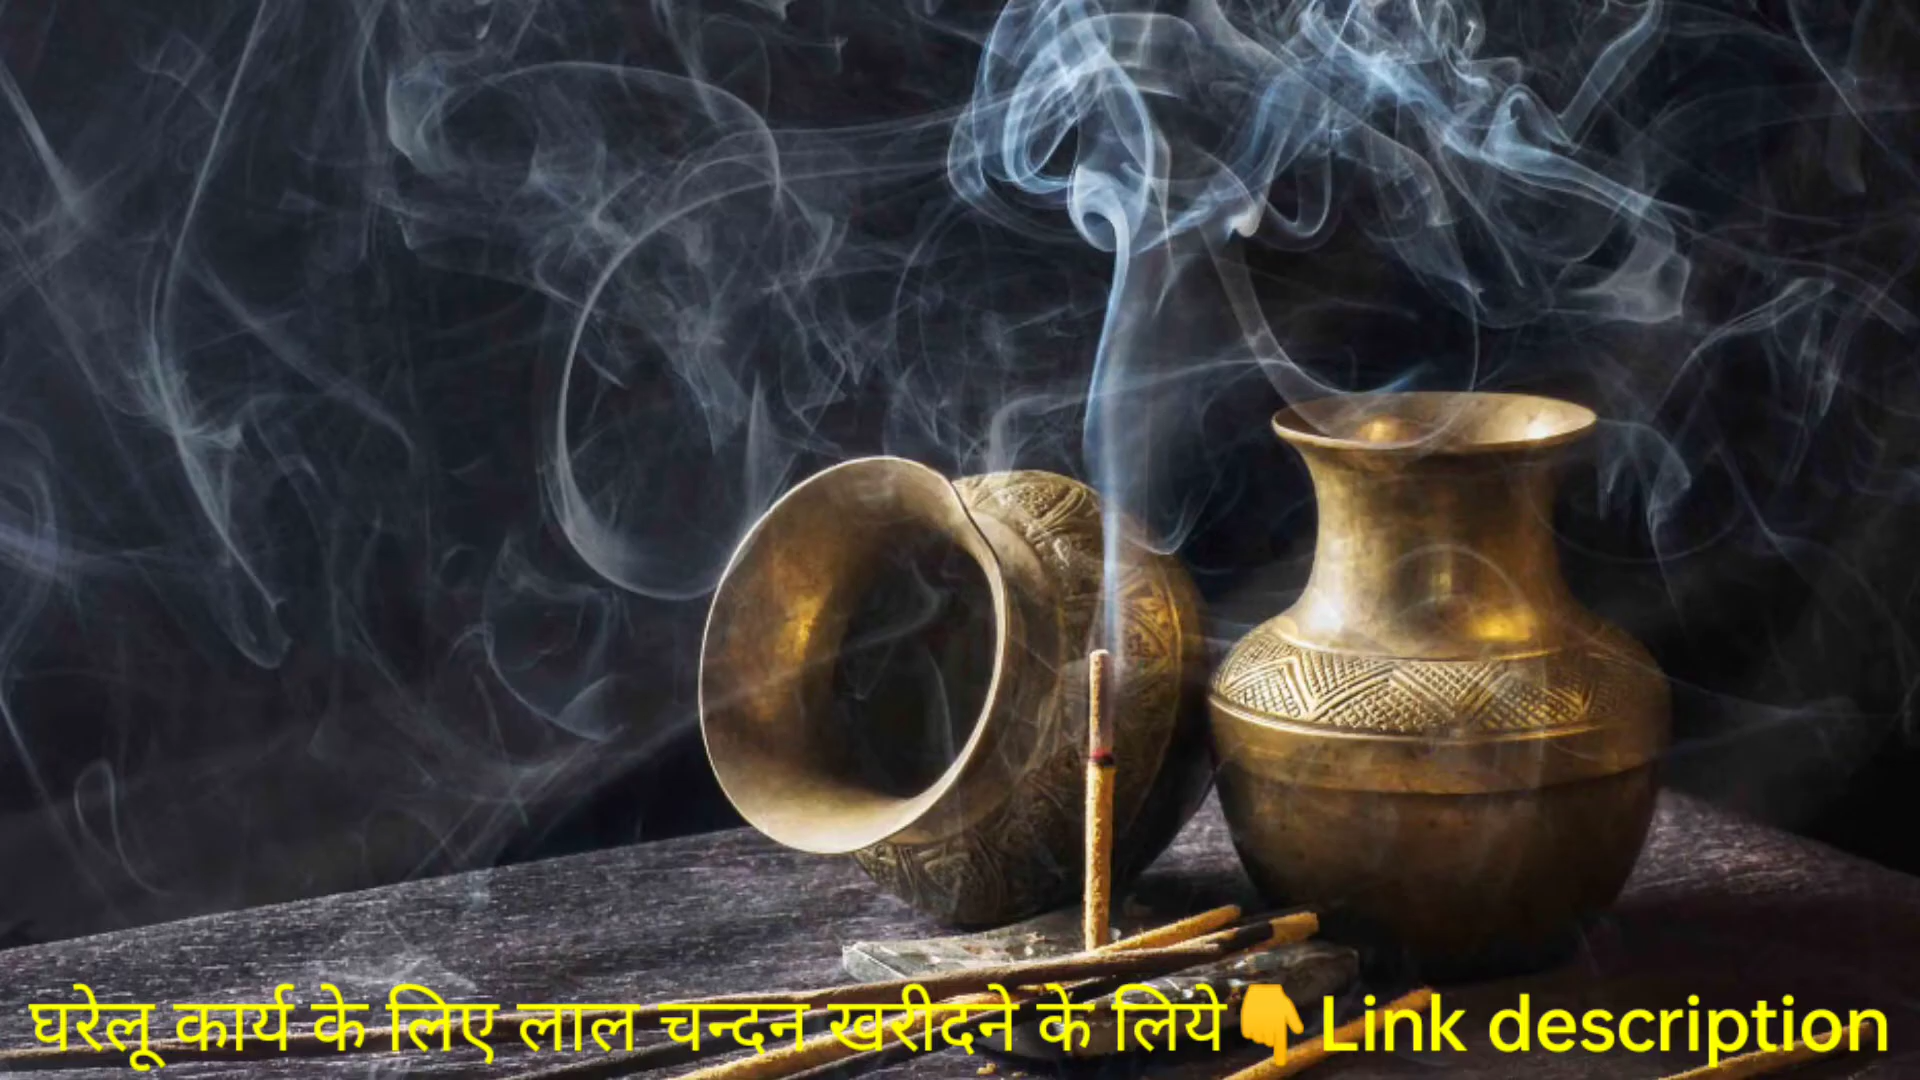 घरेलू कार्य के लिए लाल चन्दन खरीदने के लिये👇Link description